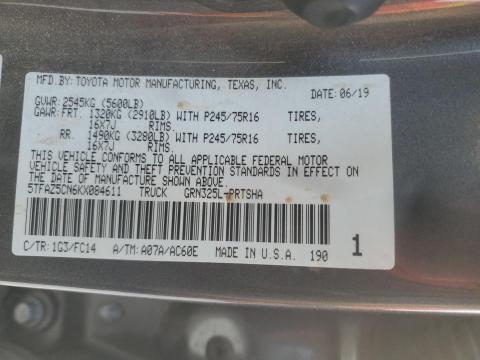 MFD.BY: TOYOTA MOTOR MANUFACTURING, TEXAS, INC.
DATE: 06/19
GVWR: 2545KG (5600LB)
GAWR: FRT. 1320KG (2910LB) WITH P245/75R16 TIRES,
16X7J RIMS.
RR. 1490KG (3280LB) WITH P245/75R16 TIRES,
16X7J RIMS.
THIS VEHICLE CONFORMS TO ALL APPLICABLE FEDERAL MOTOR
VEHICLE SAFETY AND THEFT PREVENTION STANDARDS IN EFFECT ON
THE DATE OF MANUFACTURE SHOWN ABOVE.
5TFAZ5CN6KX084611 TRUCK GRN325L-PRTSHA
C/TR: 1G3/FC14 A/TM: A07A/AC60E MADE IN U.S.A. 190 1